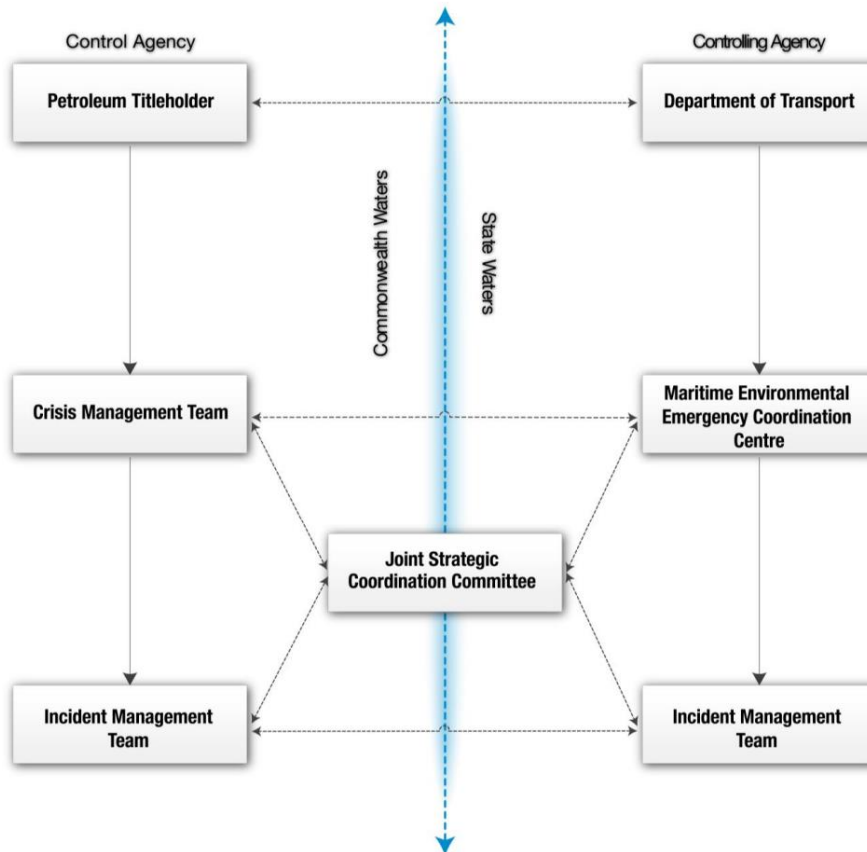 Control Agency
Controlling Agency
Petroleum Titleholder
Department of Transport
Commonwealth Waters
State Waters
Crisis Management Team
Maritime Environmental
Emergency Coordination
Centre
Joint Strategic
Coordination Committee
Incident Management
Team
Incident Management
Team